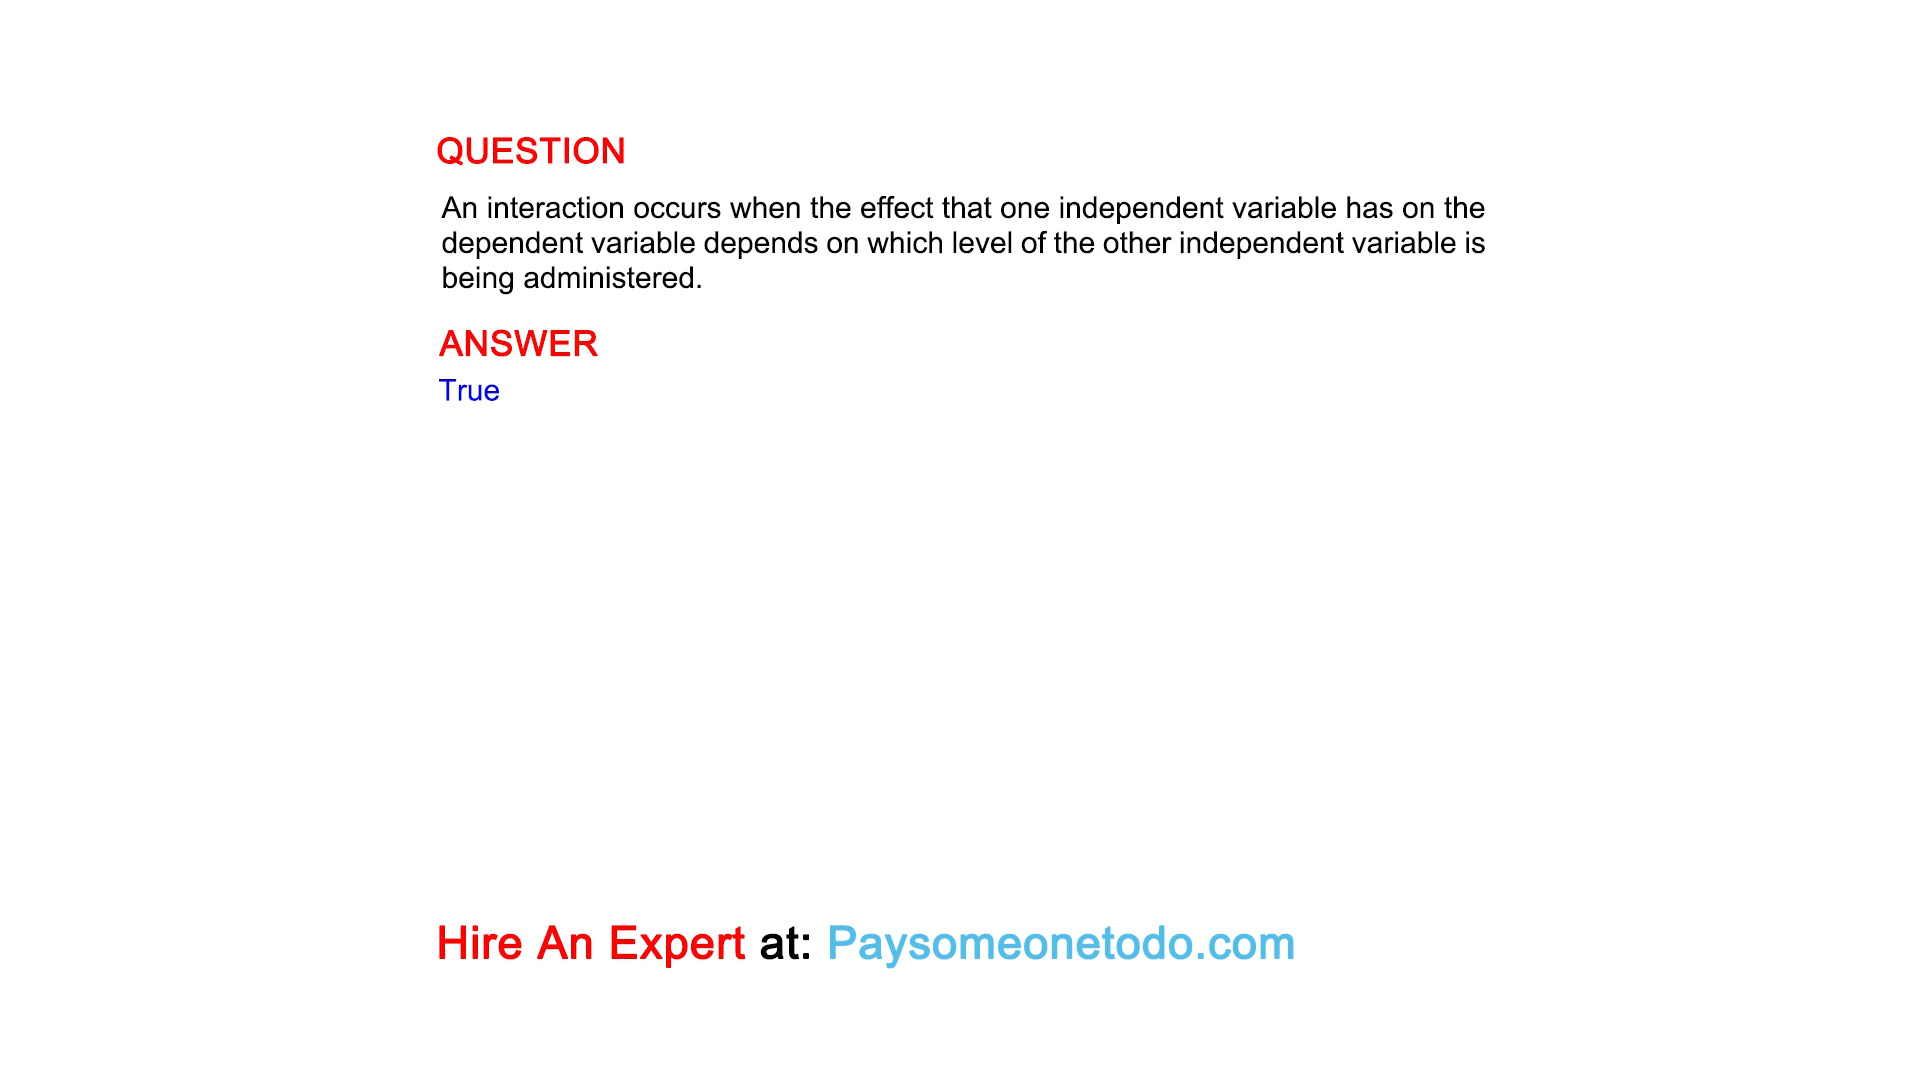 QUESTION
An interaction occurs when the effect that one independent variable has on the
dependent variable depends on which level of the other independent variable is
being administered.
ANSWER
True
Hire An Expert at: Paysomeonetodo.com